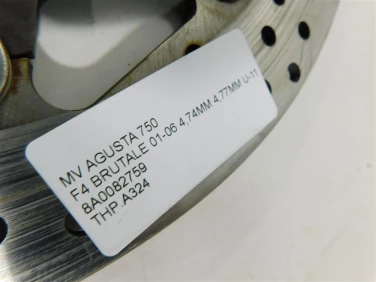 MV AGUSTA 750
F4 BRUTALE 01-06 4,74MM 4,77MM U-11
8A0082759
THP A324